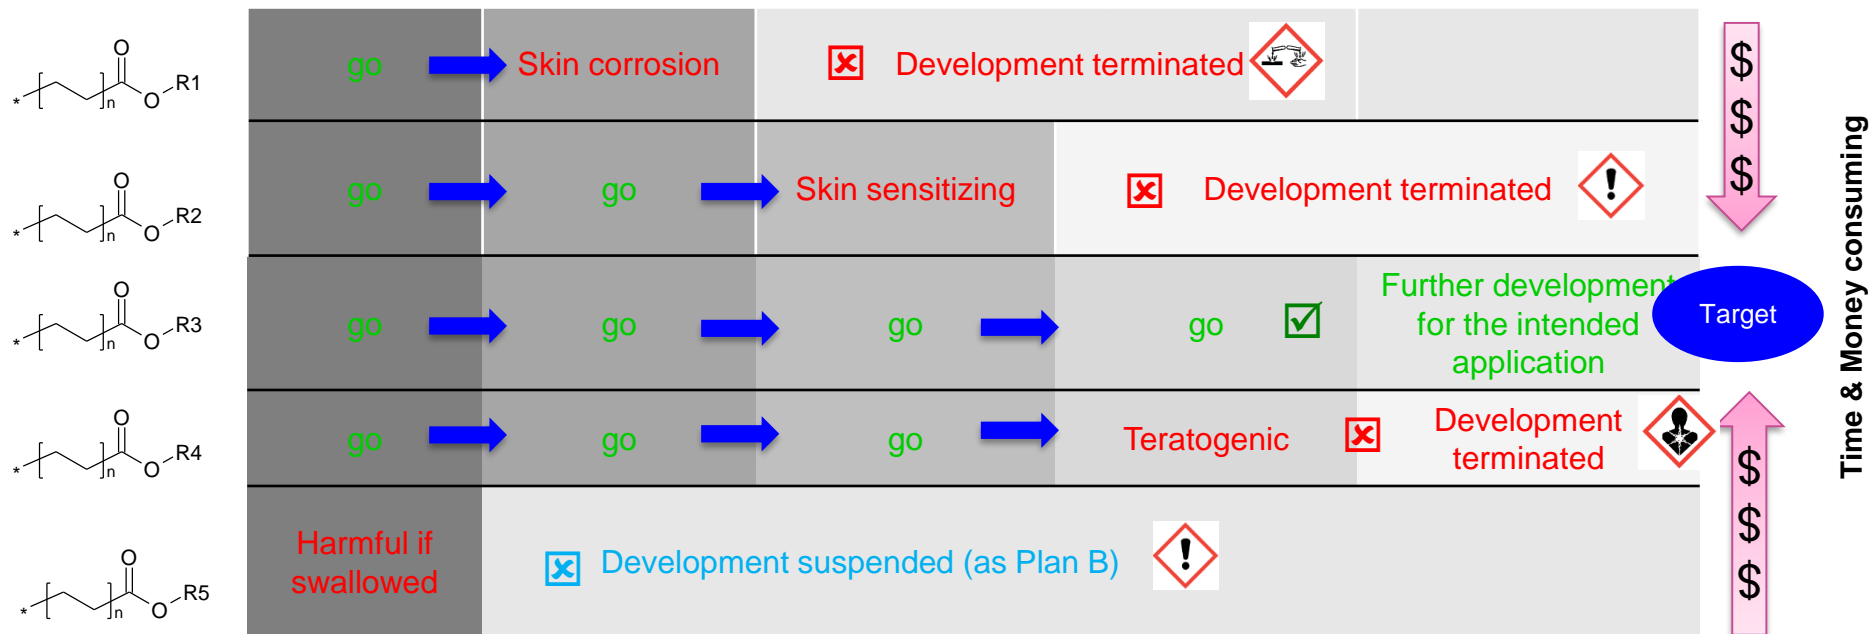 O
O
R1
*
n
go
Skin corrosion
Development terminated
$
$
$
O
O
R2
*
n
go
go
Skin sensitizing
Development terminated
!
O
O
R3
*
n
go
go
go
go
Further development
for the intended
application
Target
O
O
R4
*
n
go
go
go
Teratogenic
Development
terminated
O
O
R5
*
n
Harmful if
swallowed
Development suspended (as Plan B)
!
$
$
$
Time & Money consuming